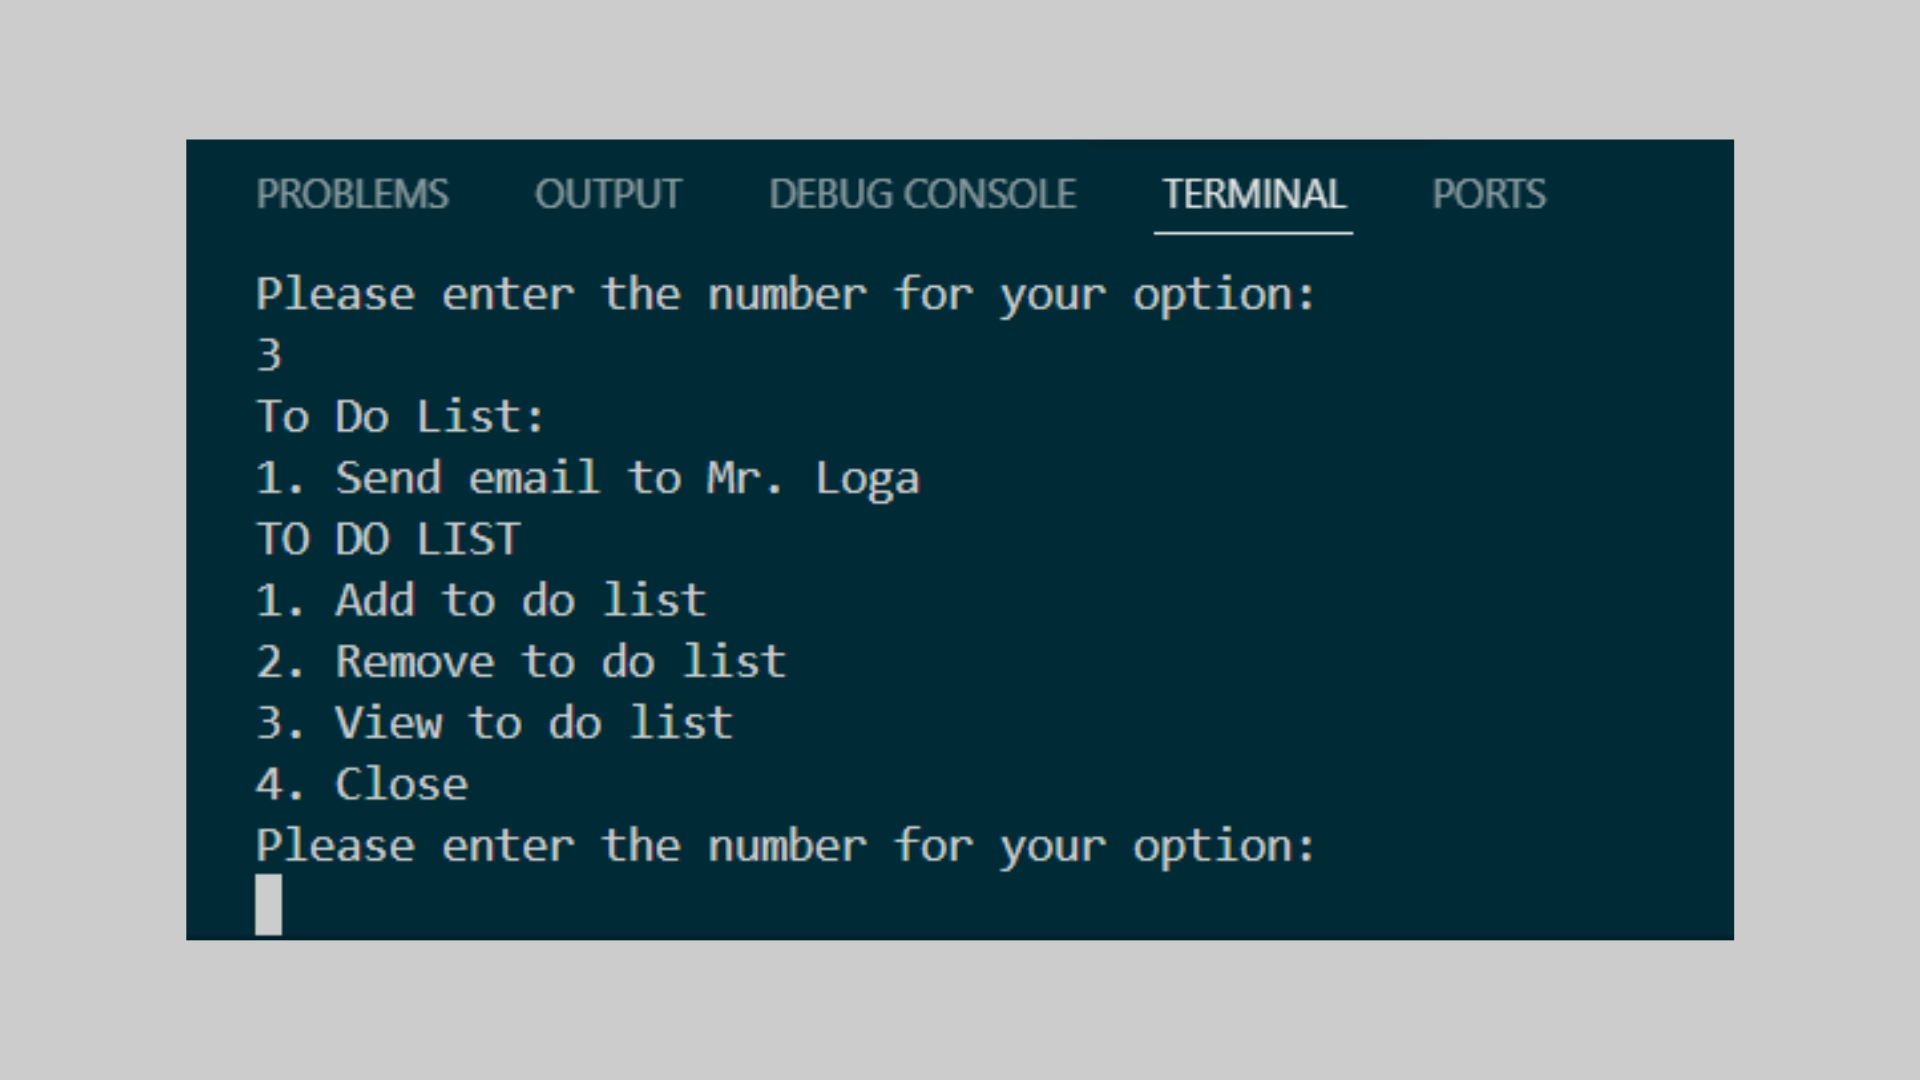 PROBLEMS OUTPUT DEBUG CONSOLE TERMINAL PORTS
Please enter the number for your option:
3
To Do List:
1. Send email to Mr. Loga
TO DO LIST
1. Add to do list
2. Remove to do list
3. View to do list
4. Close
Please enter the number for your option: